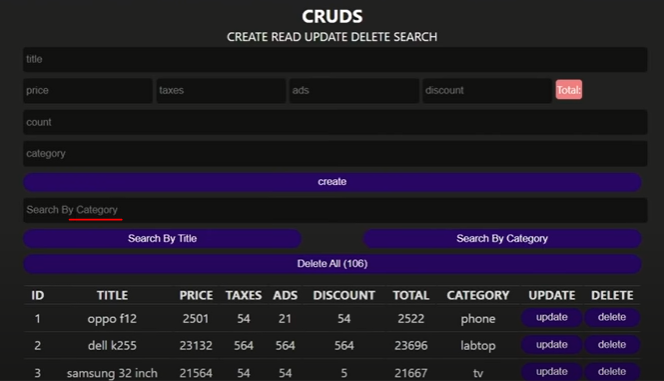 CRUDS
CREATE READ UPDATE DELETE SEARCH
title
price taxes ads discount Total:
count
category
create
Search By Category
Search By Title Search By Category
Delete All (106)
ID TITLE PRICE TAXES ADS DISCOUNT TOTAL CATEGORY UPDATE DELETE
1 oppo f12 2501 54 21 54 2522 phone update delete
2 dell k255 23132 564 564 564 23696 labtop update delete
3 samsung 32 inch 21564 54 54 5 21667 tv update delete